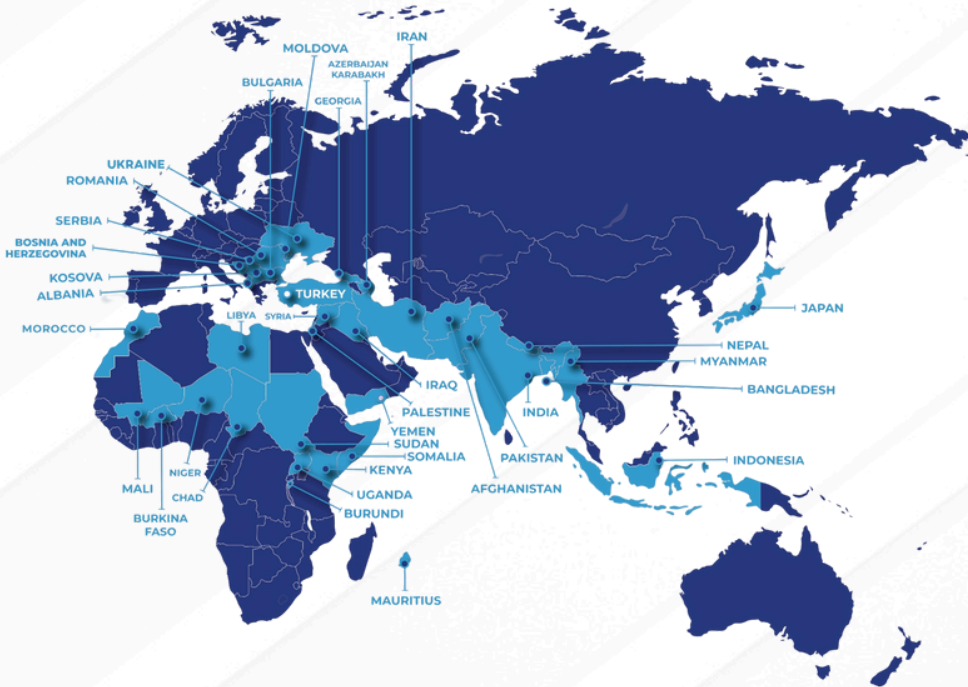 IRAN
MOLDOVA
AZERBAIJAN
KARABAKH
BULGARIA
GEORGIA
UKRAINE
ROMANIA
SERBIA
BOSNIA AND
HERZEGOVINA
KOSOVA
ALBANIA
TURKEY
MOROCCO
LIBYA
SYRIA
JAPAN
NEPAL
MYANMAR
BANGLADESH
IRAQ
INDIA
PALESTINE
YEMEN
SUDAN
SOMALIA
PAKISTAN
INDONESIA
KENYA
NIGER
MALI
CHAD
UGANDA
AFGHANISTAN
BURUNDI
BURKINA
FASO
MAURITIUS